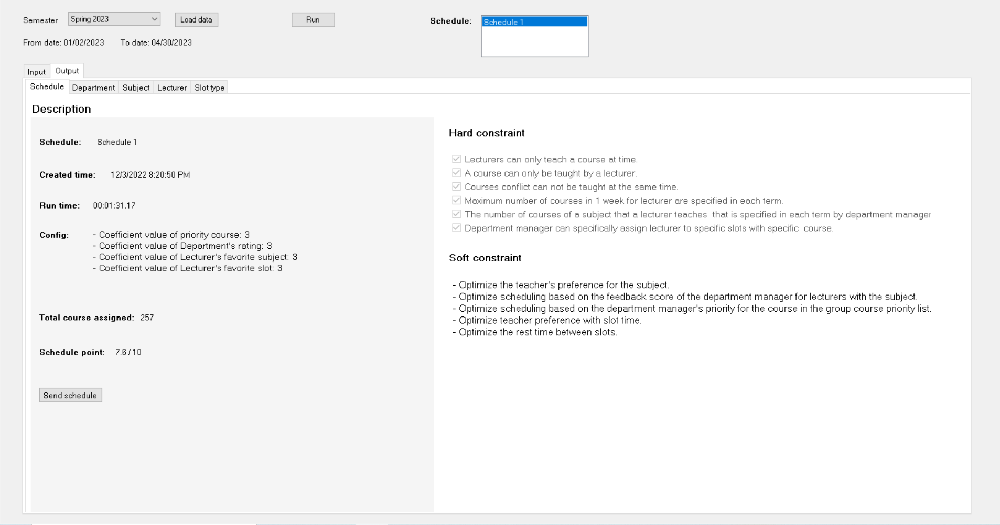 Semester Spring 2023 Load data Run Schedule: Schedule 1
From date: 01/02/2023 To date: 04/30/2023
Input Output
Schedule Department Subject Lecturer Slot type
Description
Schedule: Schedule 1
Created time: 12/3/2022 8:20:50 PM
Run time: 00:01:31.17
Config: - Coefficient value of priority course: 3
- Coefficient value of Department's rating: 3
- Coefficient value of Lecturer's favorite subject: 3
- Coefficient value of Lecturer's favorite slot: 3
Total course assigned: 257
Schedule point: 7.6 / 10
Send schedule
Hard constraint
Lecturers can only teach a course at time.
A course can only be taught by a lecturer.
Courses conflict can not be taught at the same time.
Maximum number of courses in 1 week for lecturer are specified in each term.
The number of courses of a subject that a lecturer teaches  that is specified in each term by department manager
Department manager can specifically assign lecturer to specific slots with specific  course.
Soft constraint
- Optimize the teacher's preference for the subject.
- Optimize scheduling based on the feedback score of the department manager for lecturers with the subject.
- Optimize scheduling based on the department manager's priority for the course in the group course priority list.
- Optimize teacher preference with slot time.
- Optimize the rest time between slots.